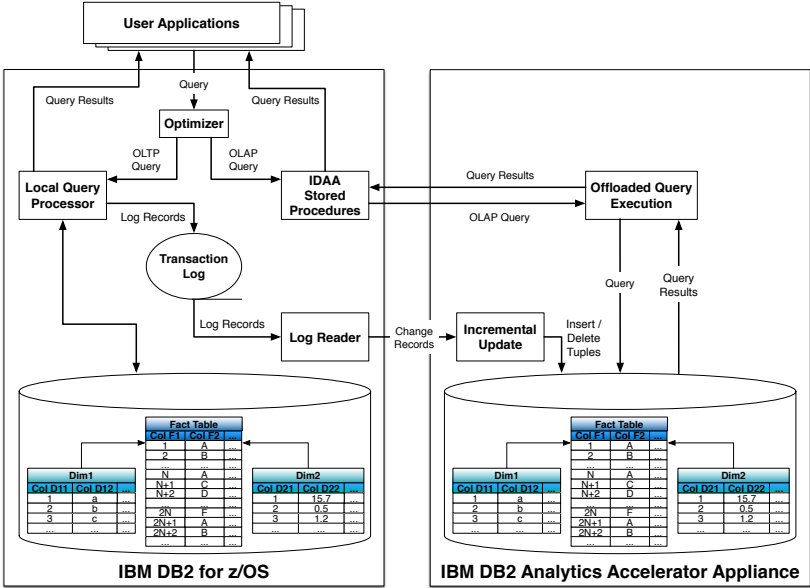 User Applications
Query
Query Results
Query Results
Optimizer
OLTP
Query
OLAP
Query
Local Query
Processor
IDAA
Stored
Procedures
Query Results
OLAP Query
Offloaded Query
Execution
Log Records
Transaction
Log
Query
Query
Results
Log Records
Log Reader
Change
Records
Incremental
Update
Insert /
Delete
Tuples
Fact Table
Col F1 Col F2 ...
1 A ...
2 B ...
... ... ...
N A ...
N+1 C ...
N+2 D ...
... ... ...
2N F ...
2N+1 A ...
2N+2 B ...
... ... ...
Dim1
Col D11 Col D12 ...
1 a ...
2 b ...
3 c ...
... ... ...
Dim2
Col D21 Col D22 ...
1 15.7 ...
2 0.5 ...
3 1.2 ...
... ... ...
Fact Table
Col F1 Col F2 ...
1 A ...
2 B ...
... ... ...
N A ...
N+1 C ...
N+2 D ...
... ... ...
2N F ...
2N+1 A ...
2N+2 B ...
... ... ...
Dim1
Col D11 Col D12 ...
1 a ...
2 b ...
3 c ...
... ... ...
Dim2
Col D21 Col D22 ...
1 15.7 ...
2 0.5 ...
3 1.2 ...
... ... ...
IBM DB2 for z/OS
IBM DB2 Analytics Accelerator Appliance